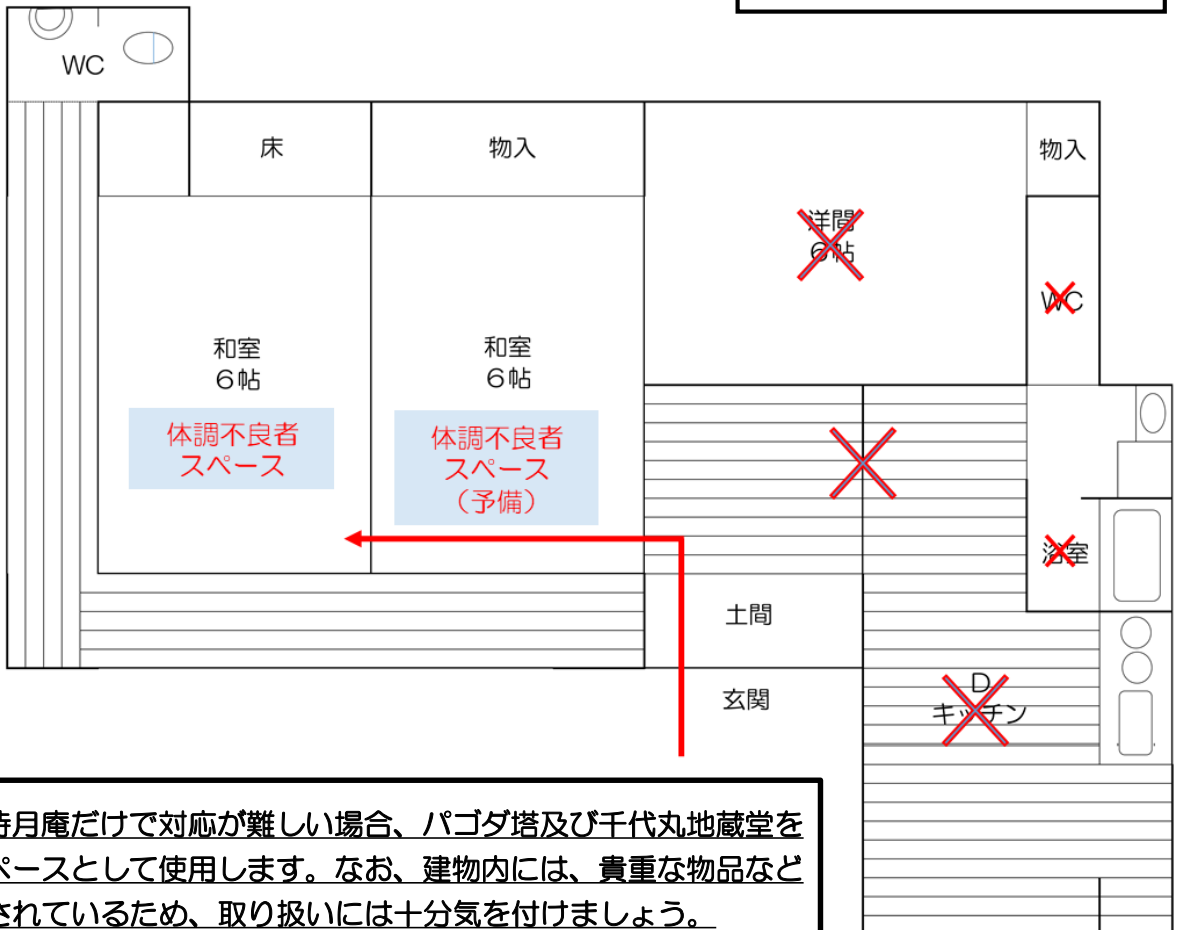 WC
床
物入
物入
洋間
6帖
WC
和室
6帖
和室
6帖
体調不良者
スペース
体調不良者
スペース
（予備）
浴室
土間
玄関
D
キッチン
待月庵だけで対応が難しい場合、パゴダ塔及び千代丸地蔵堂を
ペースとして使用します。なお、建物内には、貴重な物品など
されているため、取り扱いには十分気を付けましょう。